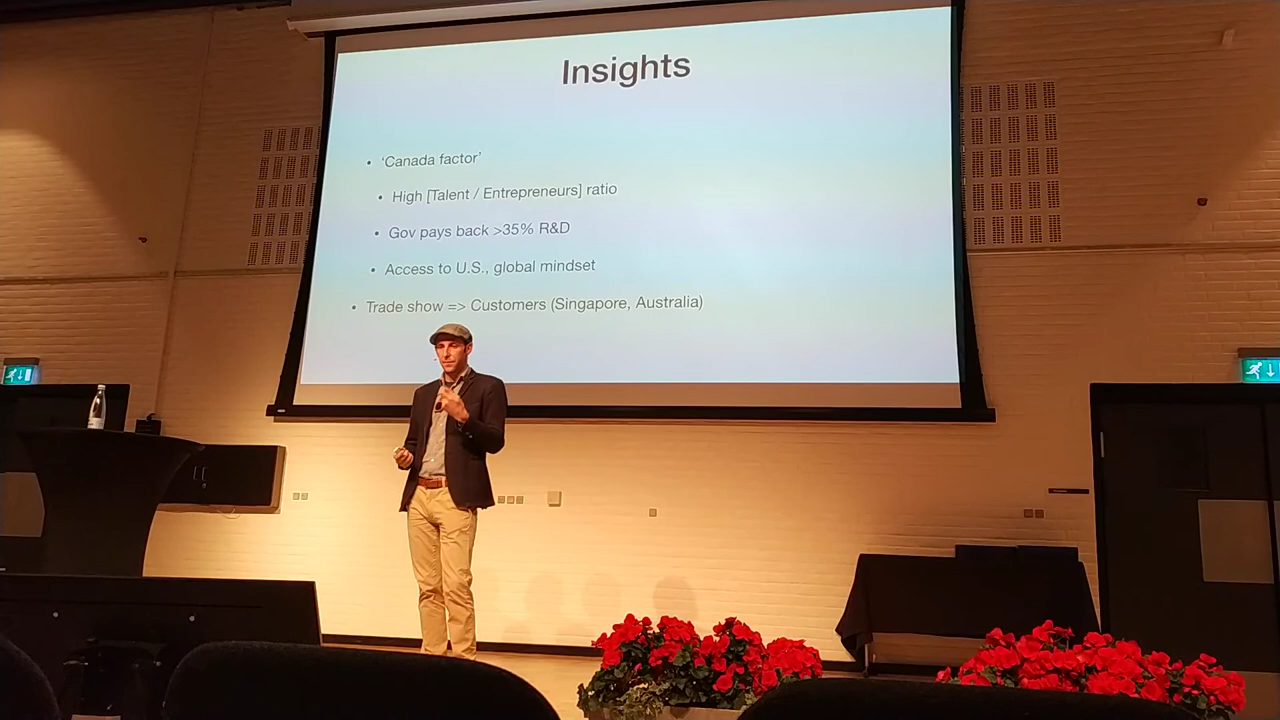 Insights
• ‘Canada factor’
• High [Talent / Entrepreneurs] ratio
• Gov pays back >35% R&D
• Access to U.S., global mindset
• Trade show => Customers (Singapore, Australia)